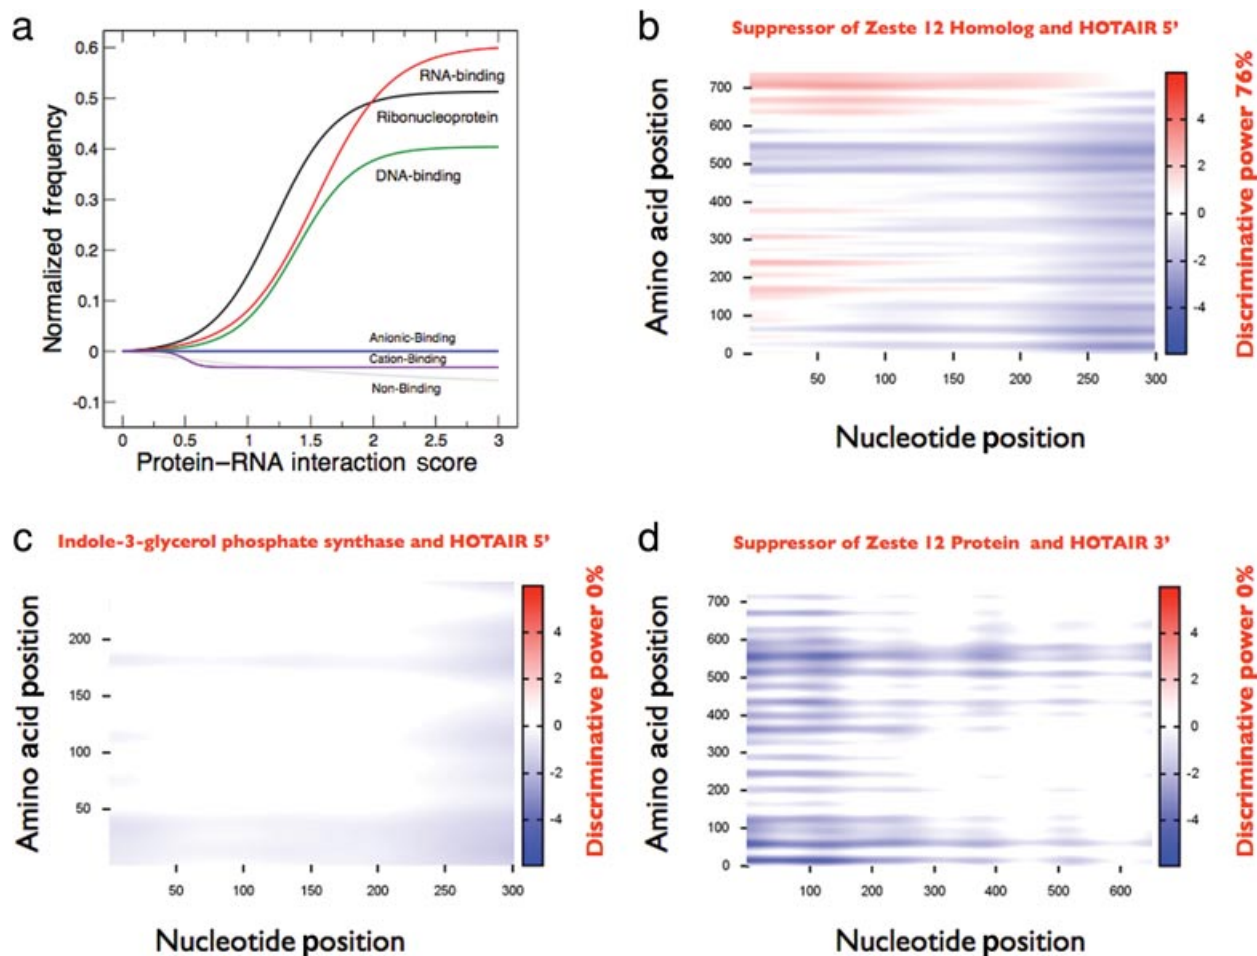 a
Normalized frequency
0.6
0.5
0.4
0.3
0.2
0.1
0
-0.1
RNA-binding
Ribonucleoprotein
DNA-binding
Anionic-Binding
Cation-Binding
Non-Binding
0 0.5 1 1.5 2 2.5 3
Protein–RNA interaction score
b
Suppressor of Zeste 12 Homolog and HOTAIR 5’
Amino acid position
700
600
500
400
300
200
100
0
50 100 150 200 250 300
Nucleotide position
4
2
0
-2
-4
Discriminative power 76%
c
Indole-3-glycerol phosphate synthase and HOTAIR 5’
Amino acid position
200
150
100
50
50 100 150 200 250 300
Nucleotide position
4
2
0
-2
-4
Discriminative power 0%
d
Suppressor of Zeste 12 Protein and HOTAIR 3’
Amino acid position
700
600
500
400
300
200
100
0
100 200 300 400 500 600
Nucleotide position
4
2
0
-2
-4
Discriminative power 0%